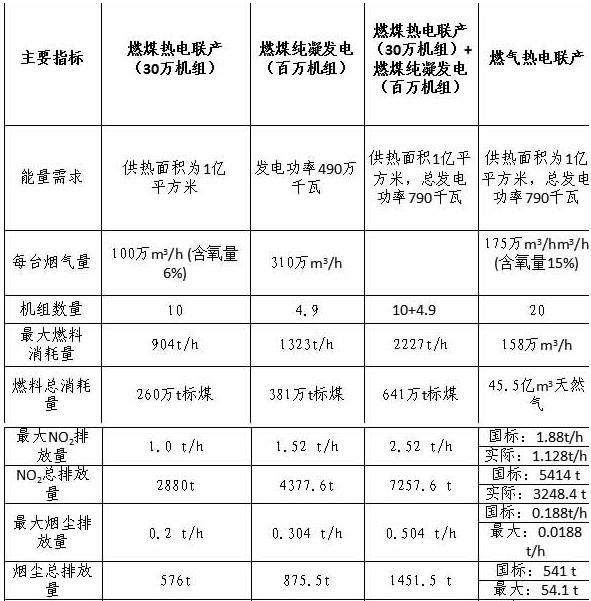 主要指标
燃煤热电联产
（30万机组）
燃煤纯凝发电
（百万机组）
燃煤热电联产
（30万机组）+
燃煤纯凝发电
（百万机组）
燃气热电联产
能量需求
供热面积为1亿
平方米
发电功率490万
千瓦
供热面积1亿平
方米，总发电
功率790千瓦
供热面积为1亿
平方米，总发电
功率790千瓦
每台烟气量
100万m³/h (含氧量
6%)
310万m³/h
175万m³/hm³/h
(含氧量15%)
机组数量
10
4.9
10+4.9
20
最大燃料
消耗量
904t/h
1323t/h
2227t/h
158万m³/h
燃料总消耗
量
260万t标煤
381万t标煤
641万t标煤
45.5亿m³天然
气
最大NO₂排
放量
1.0 t/h
1.52 t/h
2.52 t/h
国标：1.88t/h
实际：1.128t/h
NO₂总排放
量
2880t
4377.6t
7257.6 t
国标：5414 t
实际：3248.4 t
最大烟尘排
放量
0.2 t/h
0.304 t/h
0.504 t/h
国标：0.188t/h
最大：0.0188
t/h
烟尘总排放
量
576t
875.5t
1451.5 t
国标：541 t
最大：54.1 t